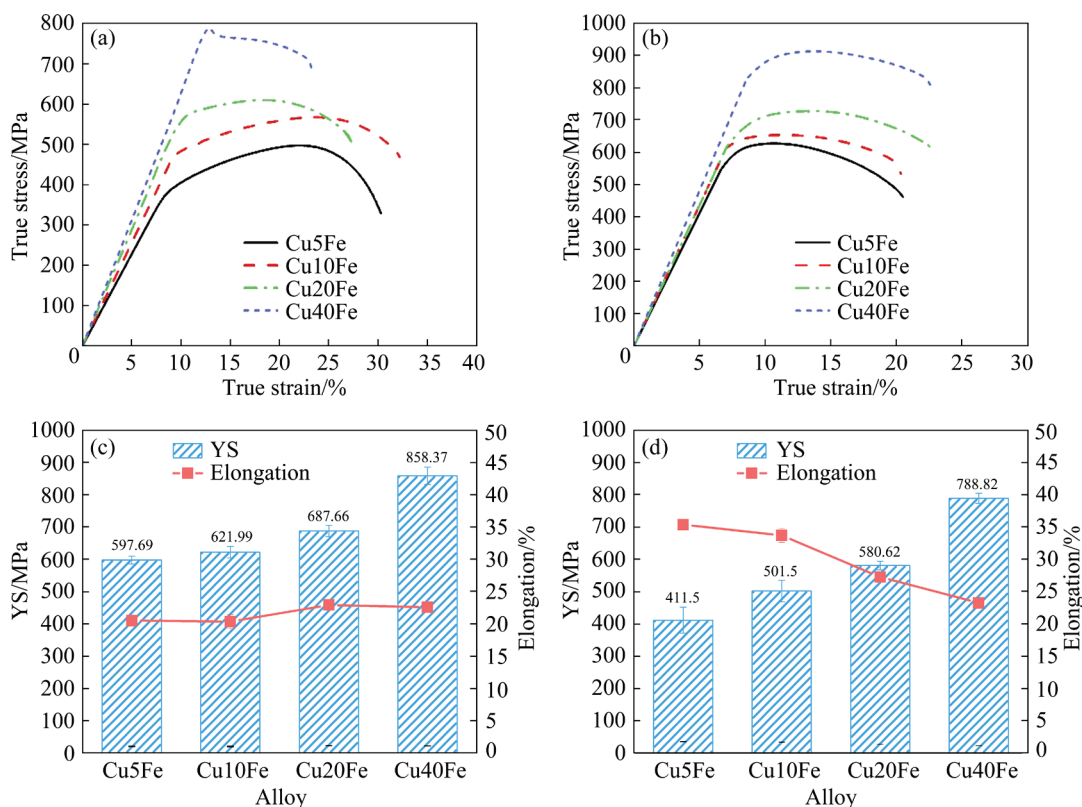 (a)
800
700
600
500
400
300
200
100
0
True stress/MPa
5 10 15 20 25 30 35 40
True strain/%
Cu5Fe
Cu10Fe
Cu20Fe
Cu40Fe
(b)
1000
900
800
700
600
500
400
300
200
100
0
True stress/MPa
5 10 15 20 25 30
True strain/%
Cu5Fe
Cu10Fe
Cu20Fe
Cu40Fe
(c)
YS
Elongation
1000
900
800
700
600
500
400
300
200
100
0
YS/MPa
597.69
621.99
687.66
858.37
50
45
40
35
30
25
20
15
10
5
0
Elongation/%
Cu5Fe Cu10Fe Cu20Fe Cu40Fe
Alloy
(d)
YS
Elongation
1000
900
800
700
600
500
400
300
200
100
0
YS/MPa
411.5
501.5
580.62
788.82
50
45
40
35
30
25
20
15
10
5
0
Elongation/%
Cu5Fe Cu10Fe Cu20Fe Cu40Fe
Alloy